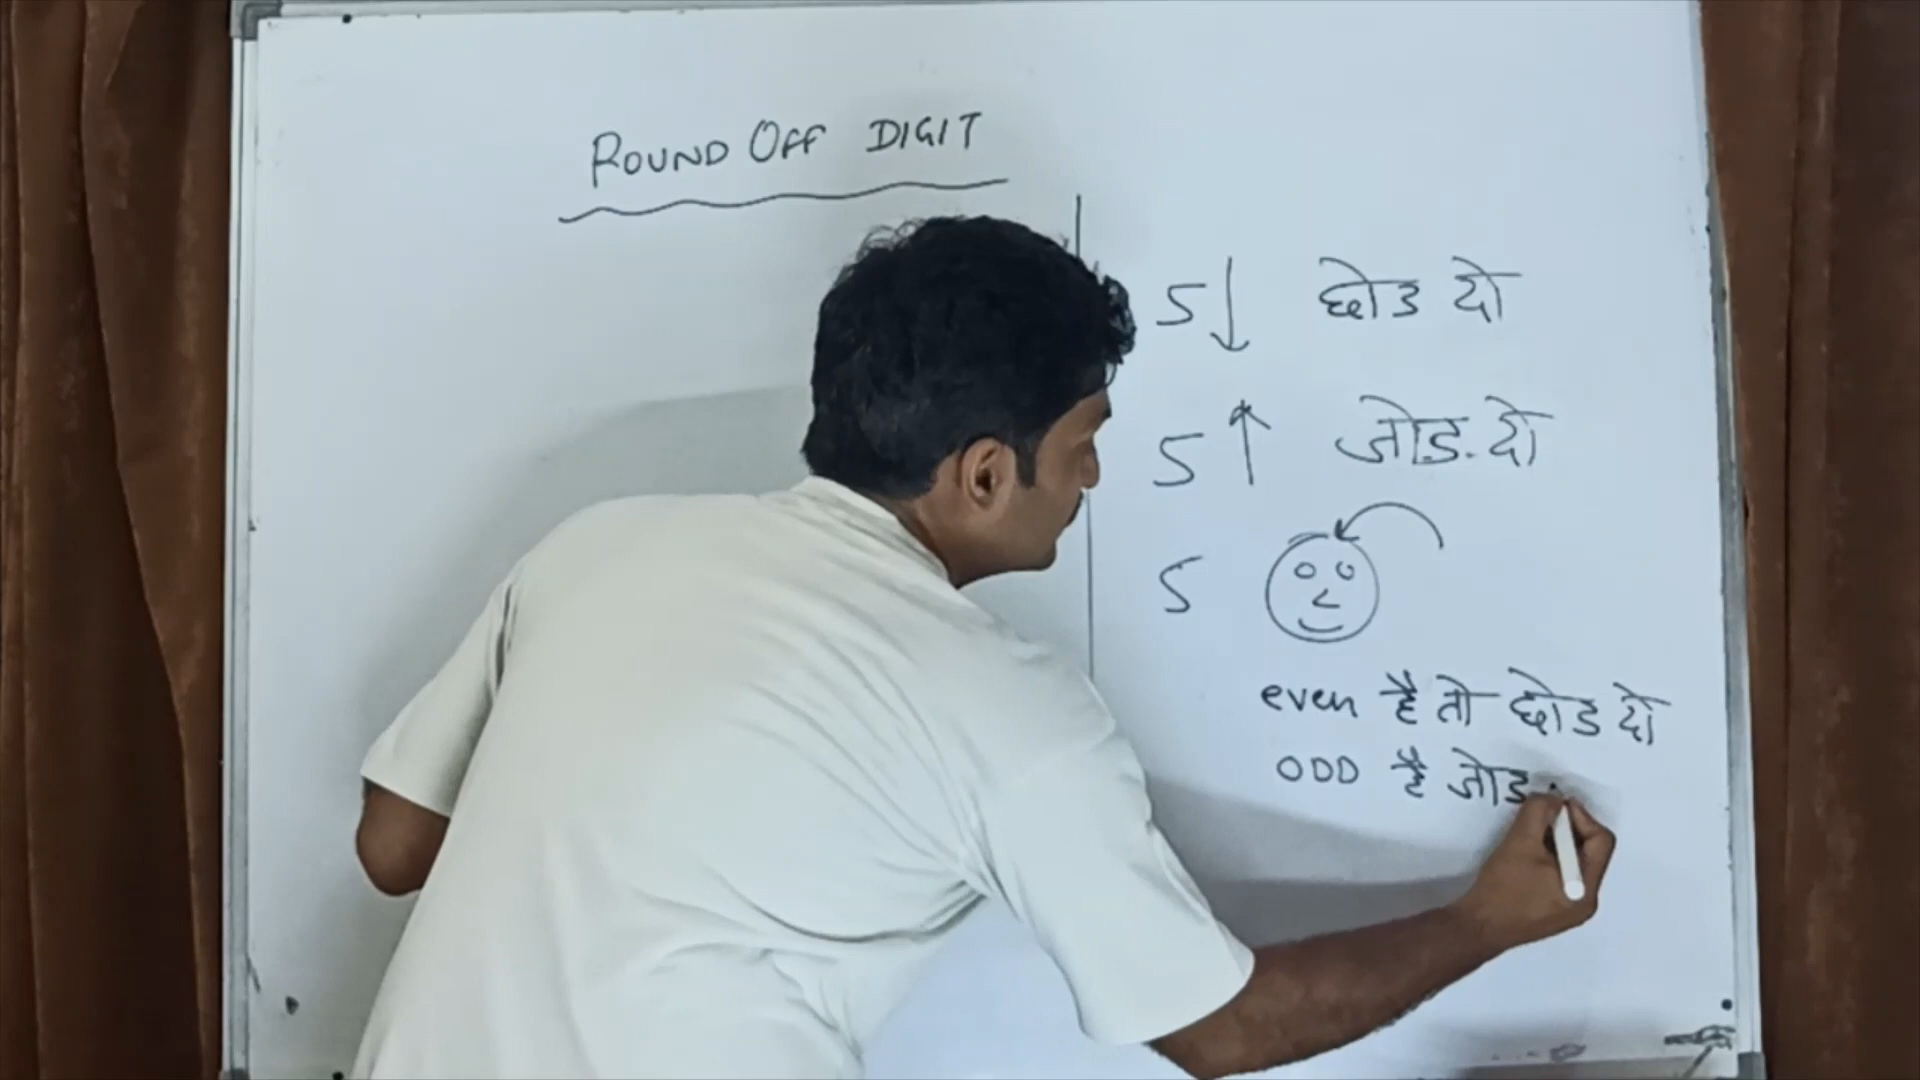 ROUND OFF DIGIT
5↓ छोड दो
5↑ जोड. दो
5
even है तो छोड दो
ODD है जोड